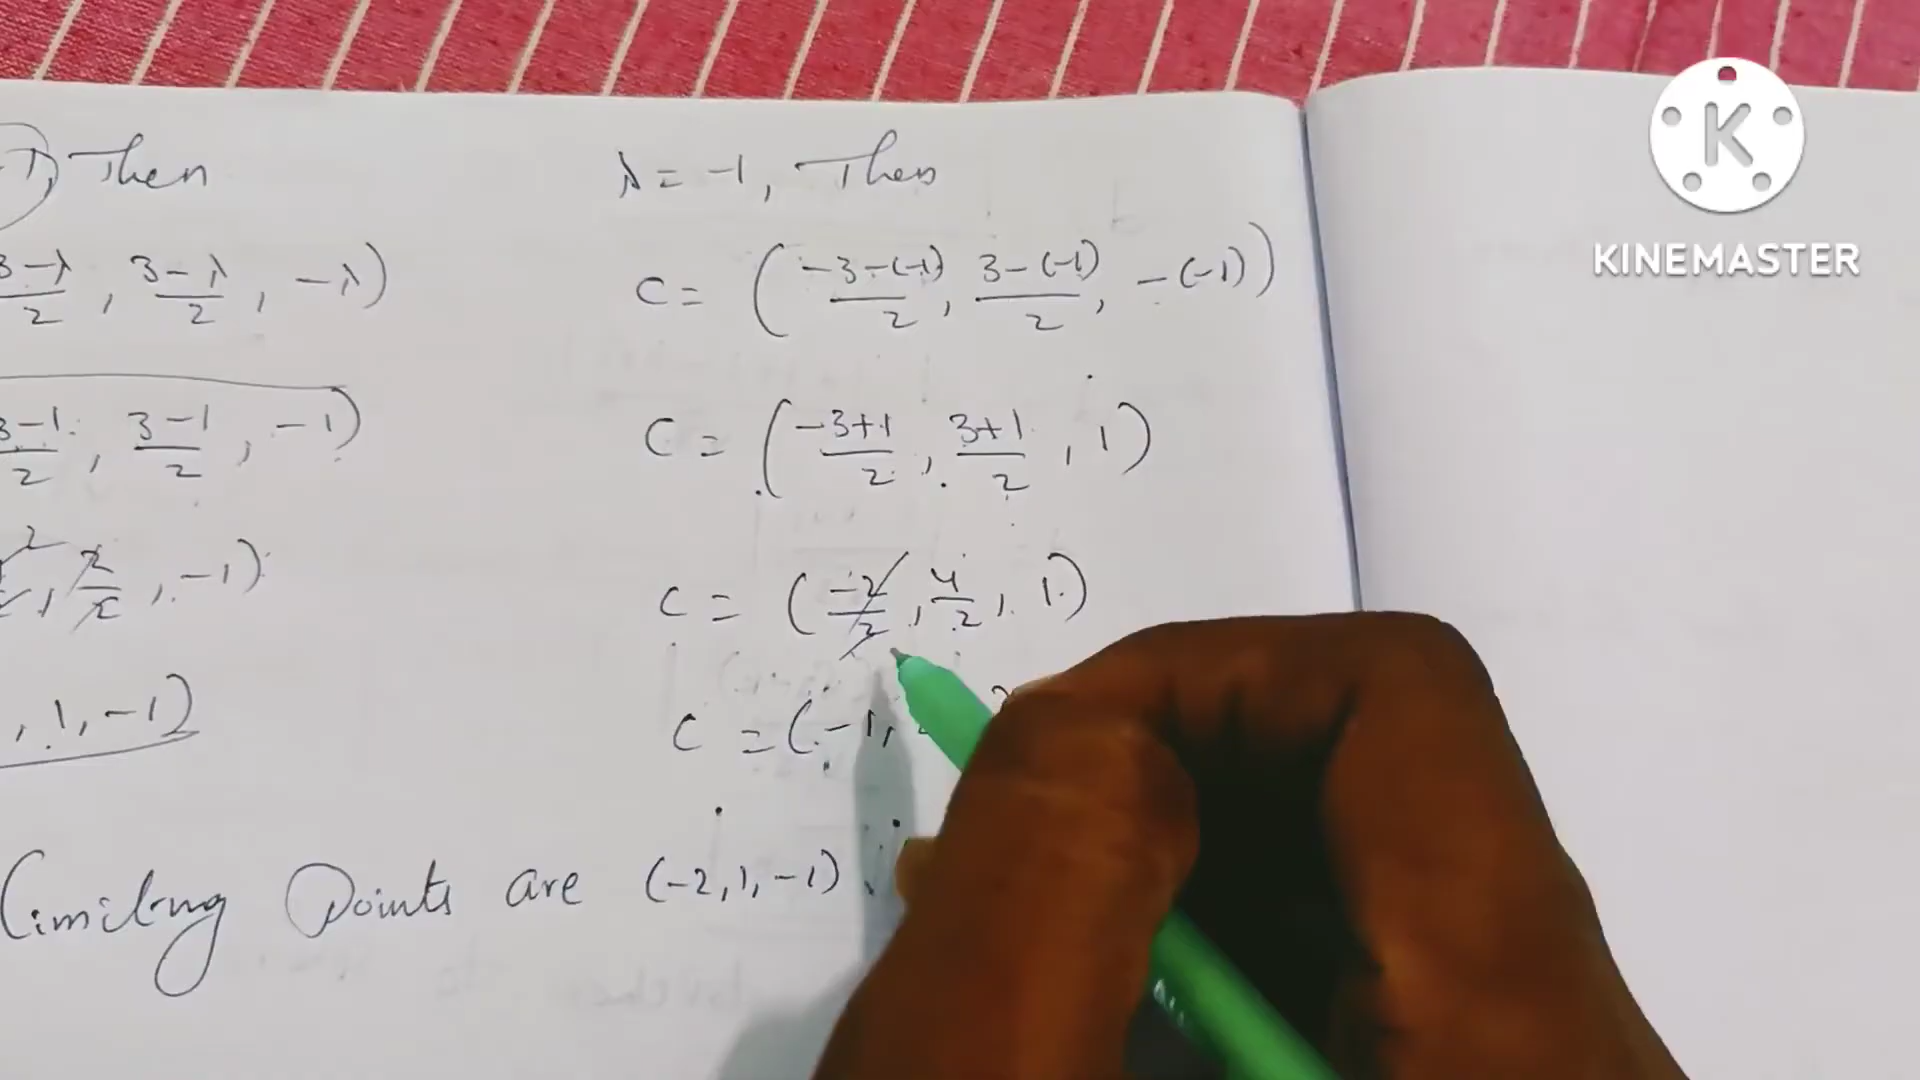 Then
3-λ/2, 3-λ/2, -λ)
3-1/2, 3-1/2, -1)
2, 2/2, -1)
, 1, -1)
λ = -1, Then
C = (-3-(-1)/2, 3-(-1)/2, -(-1))
C = (-3+1/2, 3+1/2, 1)
C = (-2/2, 4/2, 1)
C = (-1,
Limiting Points are (-2, 1, -1)
K
KINEMASTER